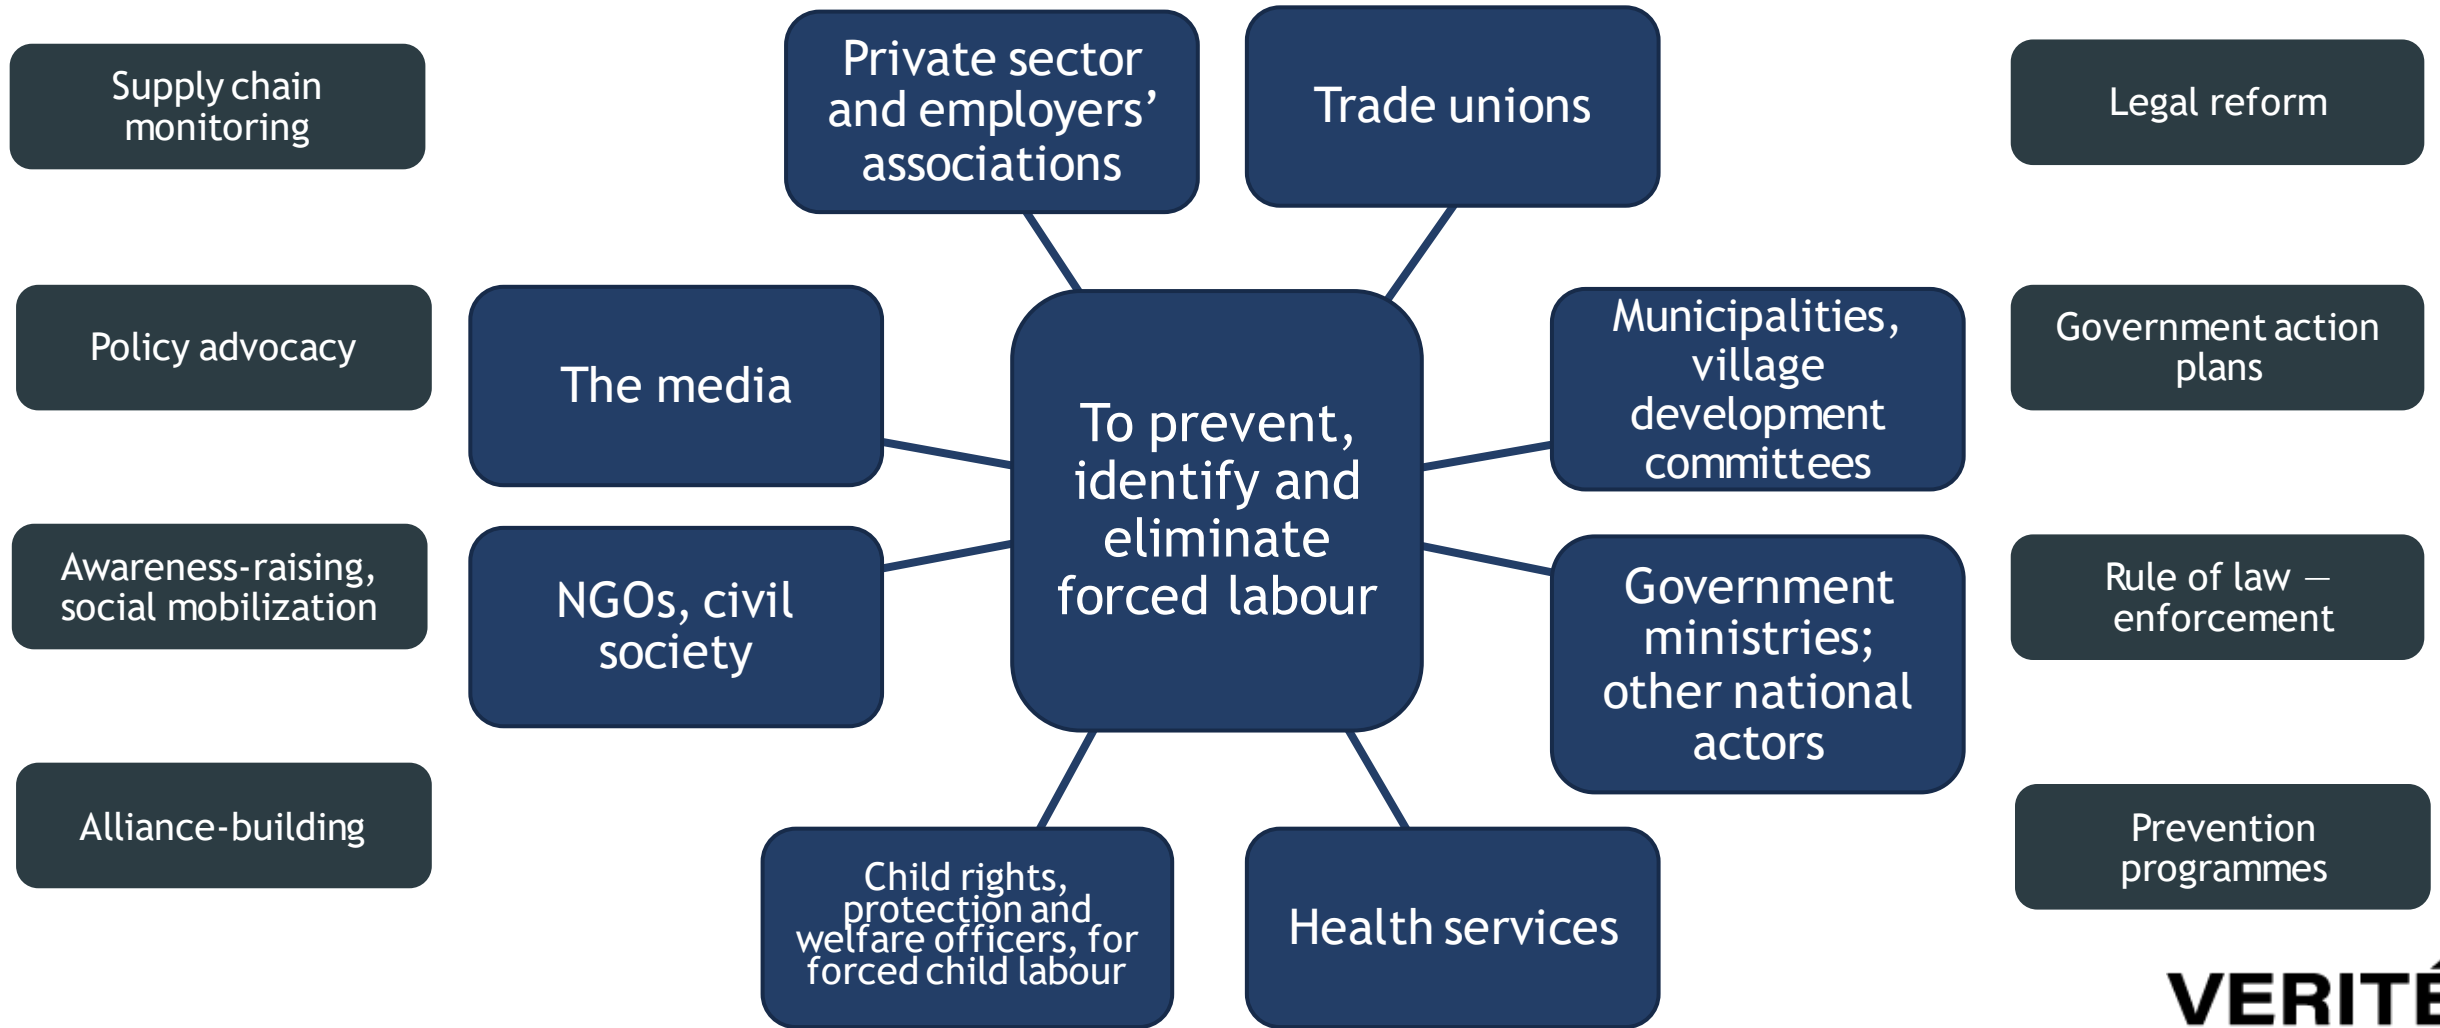 Supply chain
monitoring
Private sector
and employers’
associations
Trade unions
Legal reform
Policy advocacy
The media
To prevent,
identify and
eliminate
forced labour
Municipalities,
village
development
committees
Government action
plans
Awareness-raising,
social mobilization
NGOs, civil
society
Government
ministries;
other national
actors
Rule of law —
enforcement
Alliance-building
Child rights,
protection and
welfare officers, for
forced child labour
Health services
Prevention
programmes
VERITÉ